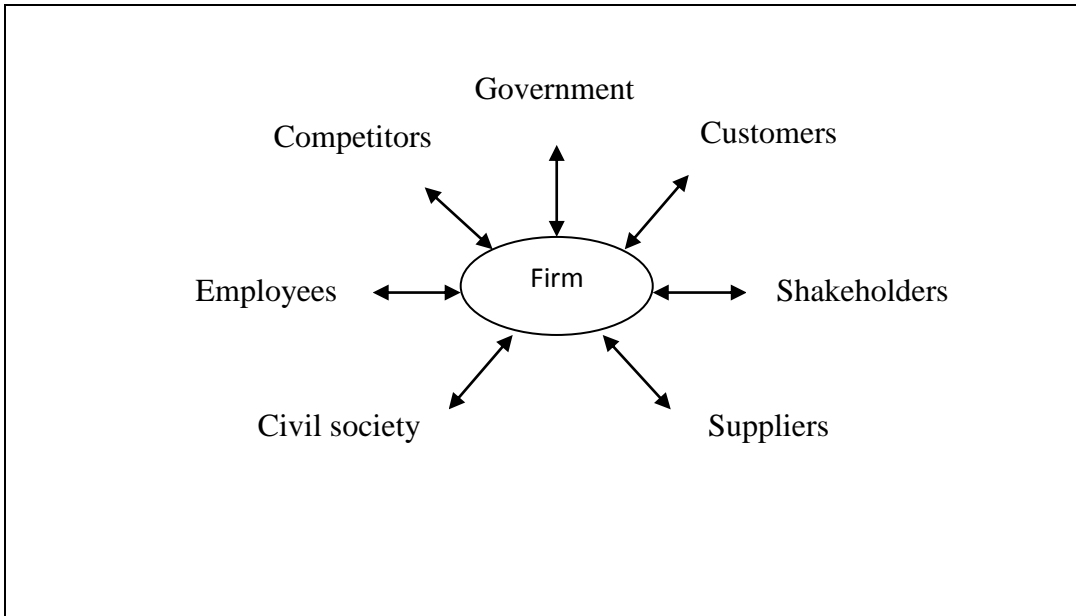 Government
Competitors
Customers
Firm
Employees
Shakeholders
Civil society
Suppliers